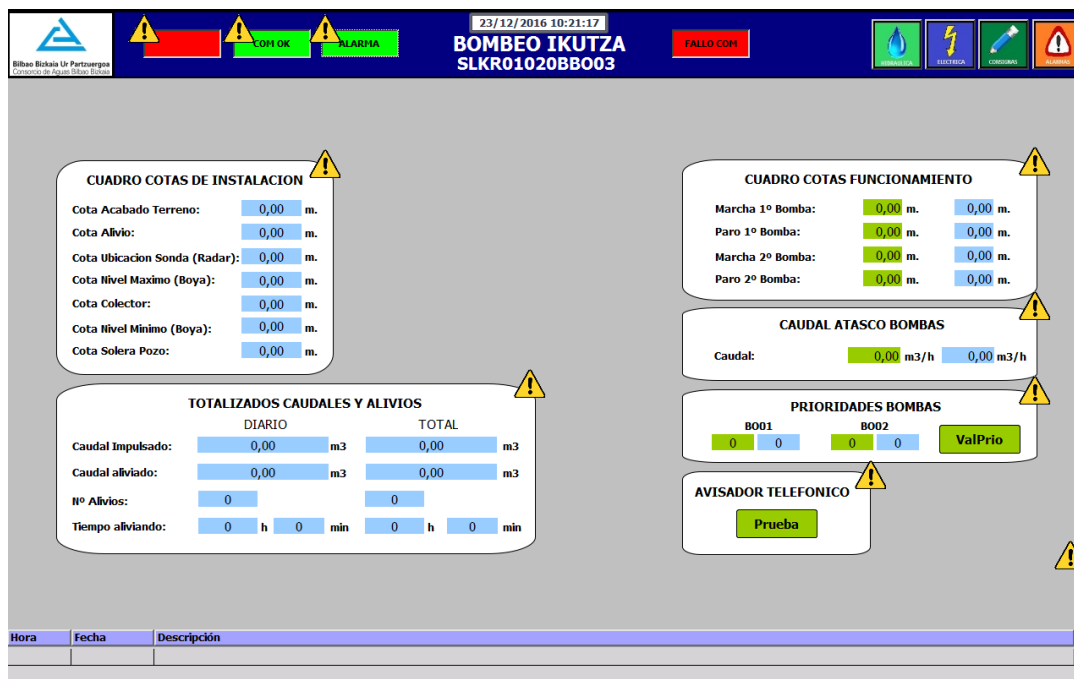 23/12/2016 10:21:17
COM OK
ALARMA
BOMBEO IKUTZA
SLKR01020BBO03
FALLO COM
Bilbao Bizkaia Ur Partzuergoa
Consorcio de Aguas Bilbao Bizkaia
HIDRAULICA
ELECTRICA
CONSIGNAS
ALARMAS
CUADRO COTAS DE INSTALACION
Cota Acabado Terreno: 0,00 m.
Cota Alivio: 0,00 m.
Cota Ubicacion Sonda (Radar): 0,00 m.
Cota Nivel Maximo (Boya): 0,00 m.
Cota Colector: 0,00 m.
Cota Nivel Minimo (Boya): 0,00 m.
Cota Solera Pozo: 0,00 m.
CUADRO COTAS FUNCIONAMIENTO
Marcha 1º Bomba: 0,00 m. 0,00 m.
Paro 1º Bomba: 0,00 m. 0,00 m.
Marcha 2º Bomba: 0,00 m. 0,00 m.
Paro 2º Bomba: 0,00 m. 0,00 m.
CAUDAL ATASCO BOMBAS
Caudal: 0,00 m3/h 0,00 m3/h
TOTALIZADOS CAUDALES Y ALIVIOS
DIARIO TOTAL
Caudal Impulsado: 0,00 m3 0,00 m3
Caudal aliviado: 0,00 m3 0,00 m3
Nº Alivios: 0 0
Tiempo aliviando: 0 h 0 min 0 h 0 min
PRIORIDADES BOMBAS
BO01 BO02
0 0 0 0 ValPrio
AVISADOR TELEFONICO
Prueba
Hora Fecha Descripción